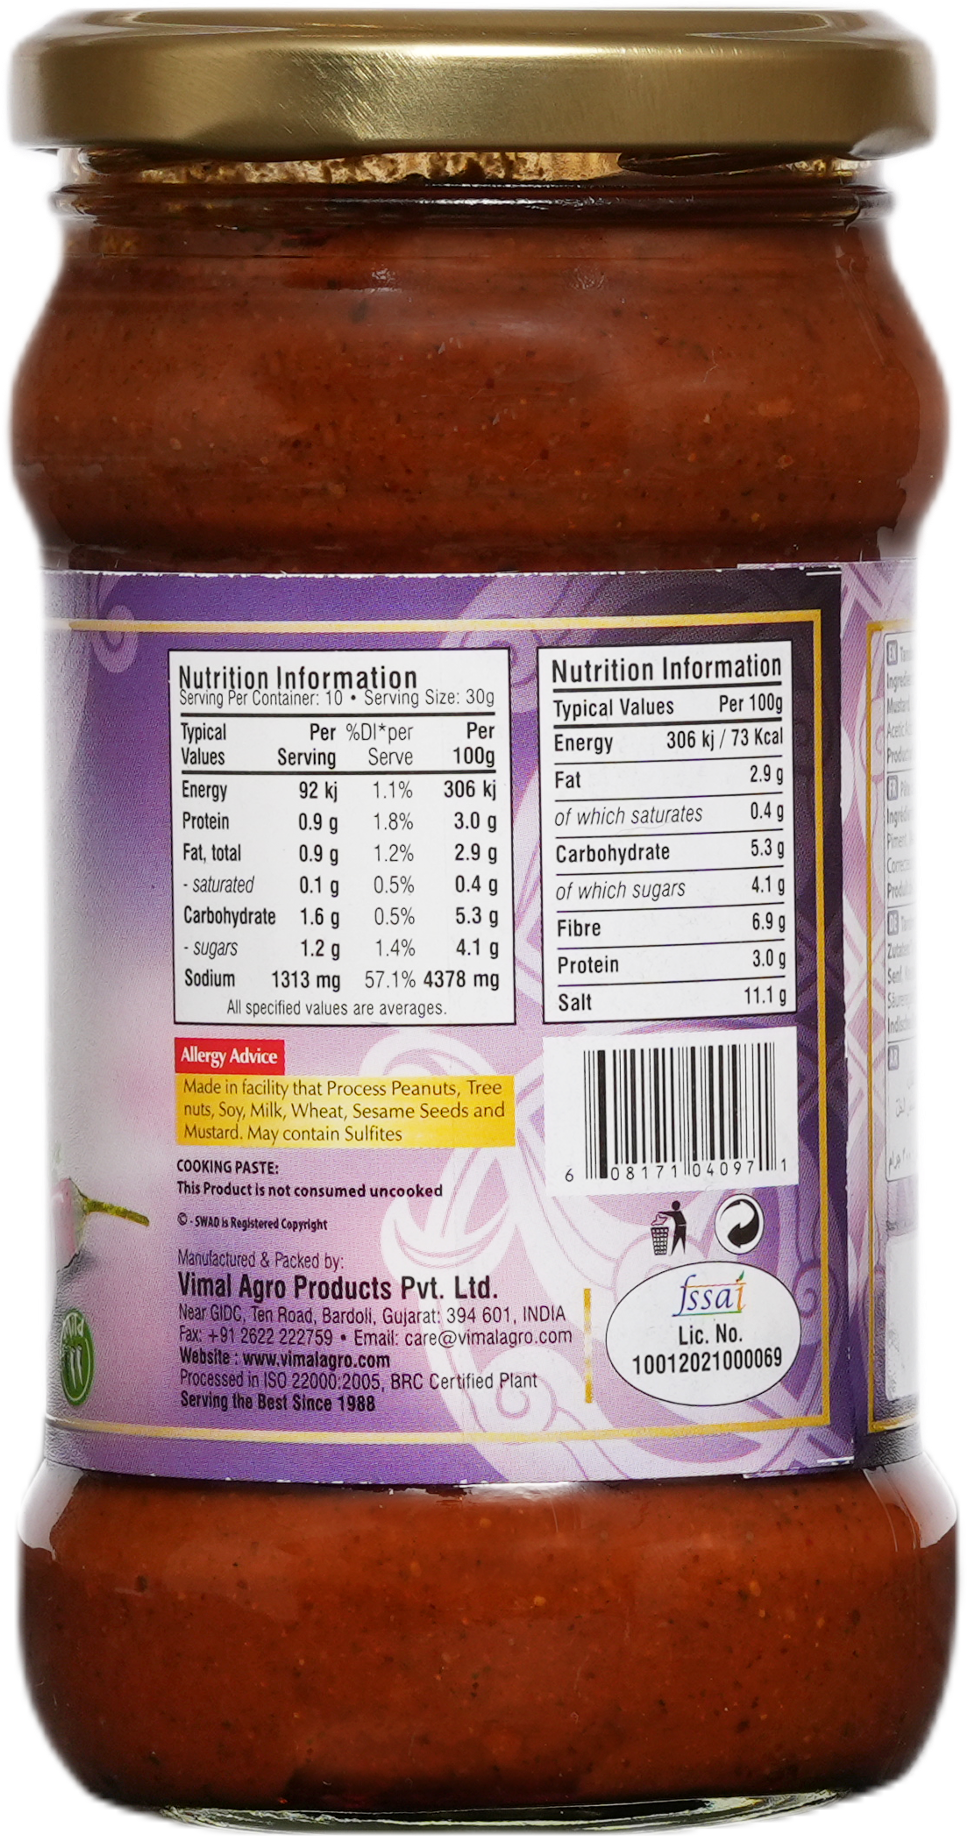 Nutrition Information
Serving Per Container: 10 • Serving Size: 30g
Typical Values Per Serving %DI*per Serve Per 100g
Energy 92 kj 1.1% 306 kj
Protein 0.9 g 1.8% 3.0 g
Fat, total 0.9 g 1.2% 2.9 g
- saturated 0.1 g 0.5% 0.4 g
Carbohydrate 1.6 g 0.5% 5.3 g
- sugars 1.2 g 1.4% 4.1 g
Sodium 1313 mg 57.1% 4378 mg
All specified values are averages.
Nutrition Information
Typical Values Per 100g
Energy 306 kj / 73 Kcal
Fat 2.9 g
of which saturates 0.4 g
Carbohydrate 5.3 g
of which sugars 4.1 g
Fibre 6.9 g
Protein 3.0 g
Salt 11.1 g
Allergy Advice
Made in facility that Process Peanuts, Tree
nuts, Soy, Milk, Wheat, Sesame Seeds and
Mustard. May contain Sulfites
COOKING PASTE:
This Product is not consumed uncooked
© - SWAD is Registered Copyright
Manufactured & Packed by:
Vimal Agro Products Pvt. Ltd.
Near GIDC, Ten Road, Bardoli, Gujarat: 394 601, INDIA
Fax: +91 2622 222759 • Email: care@vimalagro.com
Website : www.vimalagro.com
Processed in ISO 22000:2005, BRC Certified Plant
Serving the Best Since 1988
6 08171 04097 1
fssai
Lic. No.
10012021000069
EN
FR
DE
AR